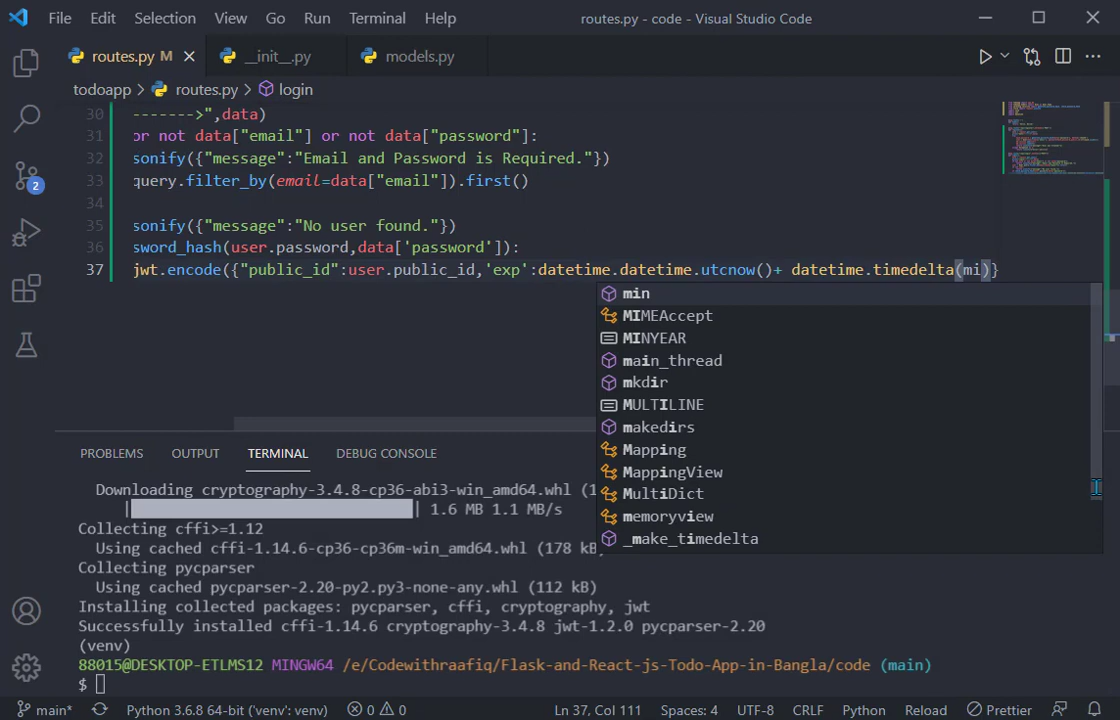 File Edit Selection View Go Run Terminal Help routes.py - code - Visual Studio Code
routes.py M __init__.py models.py
todoapp > routes.py > login
30 ------->",data)
31 or not data["email"] or not data["password"]:
32 sonify({"message":"Email and Password is Required."})
33 query.filter_by(email=data["email"]).first()
34
35 sonify({"message":"No user found."})
36 sword_hash(user.password,data['password']):
37 jwt.encode({"public_id":user.public_id,'exp':datetime.datetime.utcnow()+ datetime.timedelta(mi)}
min
MIMEAccept
MINYEAR
main_thread
mkdir
MULTILINE
makedirs
Mapping
MappingView
MultiDict
memoryview
_make_timedelta
2
PROBLEMS OUTPUT TERMINAL DEBUG CONSOLE
Downloading cryptography-3.4.8-cp36-abi3-win_amd64.whl (1
| | 1.6 MB 1.1 MB/s
Collecting cffi>=1.12
Using cached cffi-1.14.6-cp36-cp36m-win_amd64.whl (178 k
Collecting pycparser
Using cached pycparser-2.20-py2.py3-none-any.whl (112 kB)
Installing collected packages: pycparser, cffi, cryptography, jwt
Successfully installed cffi-1.14.6 cryptography-3.4.8 jwt-1.2.0 pycparser-2.20
(venv)
88015@DESKTOP-ETLMS12 MINGW64 /e/Codewithraafiq/Flask-and-React-js-Todo-App-in-Bangla/code (main)
$
main* Python 3.6.8 64-bit ('venv': venv) 0 0 Ln 37, Col 111 Spaces: 4 UTF-8 CRLF Python Reload Prettier